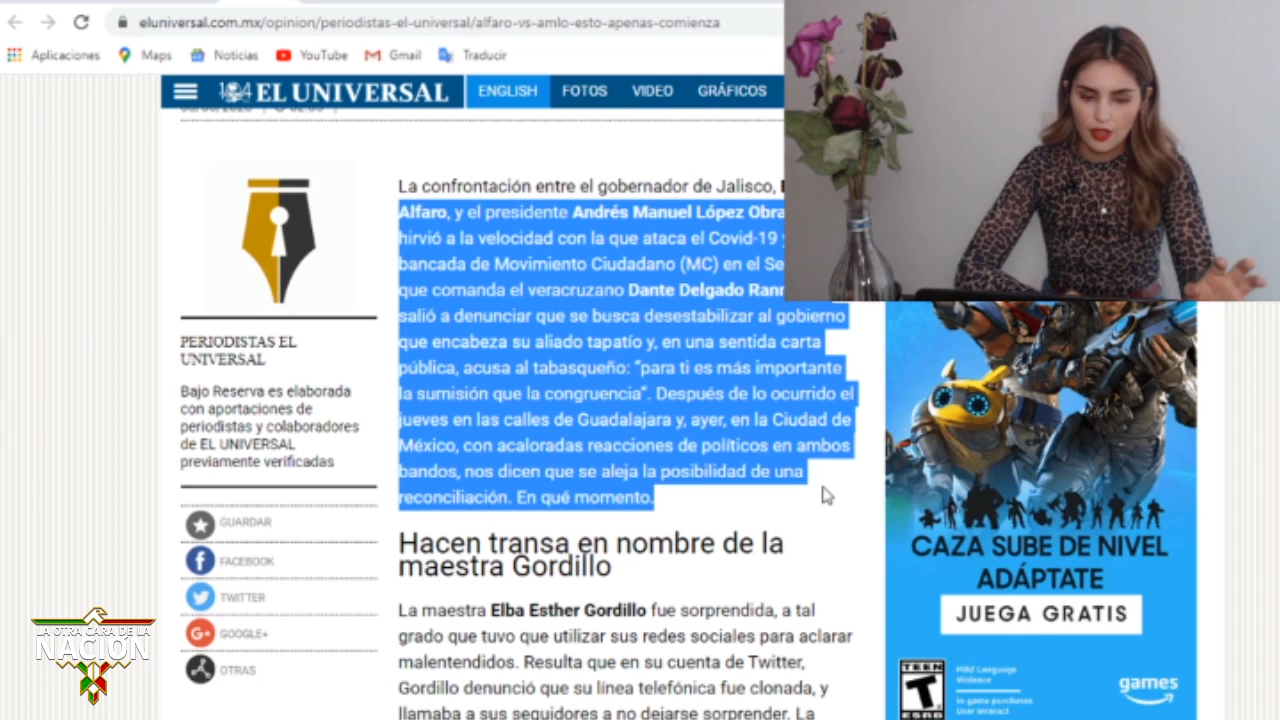 eluniversal.com.mx/opinion/periodistas-el-universal/alfaro-vs-amlo-esto-apenas-comienza
Aplicaciones Maps Noticias YouTube Gmail Traducir
EL UNIVERSAL ENGLISH FOTOS VIDEO GRÁFICOS
La confrontación entre el gobernador de Jalisco,
Alfaro, y el presidente Andrés Manuel López Obra
hirvió a la velocidad con la que ataca el Covid-19 y
bancada de Movimiento Ciudadano (MC) en el Se
que comanda el veracruzano Dante Delgado Rann
salió a denunciar que se busca desestabilizar al gobierno
que encabeza su aliado tapatío y, en una sentida carta
pública, acusa al tabasqueño: “para ti es más importante
la sumisión que la congruencia”. Después de lo ocurrido el
jueves en las calles de Guadalajara y, ayer, en la Ciudad de
México, con acaloradas reacciones de políticos en ambos
bandos, nos dicen que se aleja la posibilidad de una
reconciliación. En qué momento.
Hacen transa en nombre de la
maestra Gordillo
La maestra Elba Esther Gordillo fue sorprendida, a tal
grado que tuvo que utilizar sus redes sociales para aclarar
malentendidos. Resulta que en su cuenta de Twitter,
Gordillo denunció que su línea telefónica fue clonada, y
llamaba a sus seguidores a no dejarse sorprender. La
PERIODISTAS EL
UNIVERSAL
Bajo Reserva es elaborada
con aportaciones de
periodistas y colaboradores
de EL UNIVERSAL
previamente verificadas
GUARDAR
FACEBOOK
TWITTER
GOOGLE+
OTRAS
LA OTRA CARA DE LA
NACIÓN
CAZA SUBE DE NIVEL
ADÁPTATE
JUEGA GRATIS
TEEN
T
ESRB
Mild Language
Violence
In-game purchases
Users Interact
games